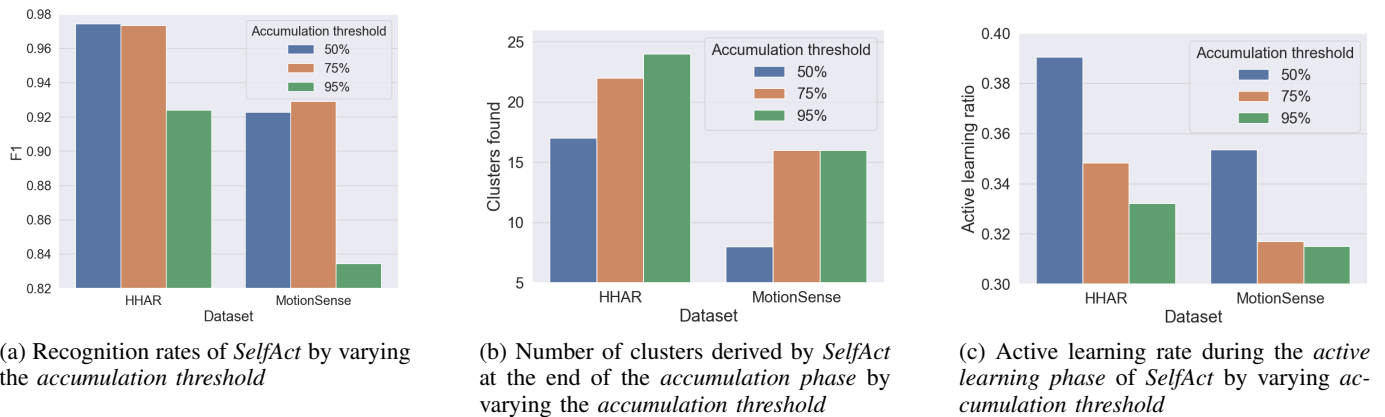 0.98
0.96
0.94
0.92
0.90
0.88
0.86
0.84
0.82
F1
Accumulation threshold
50%
75%
95%
HHAR
MotionSense
Dataset
(a) Recognition rates of SelfAct by varying
the accumulation threshold
25
20
15
10
5
Clusters found
Accumulation threshold
50%
75%
95%
HHAR
MotionSense
Dataset
(b) Number of clusters derived by SelfAct
at the end of the accumulation phase by
varying the accumulation threshold
0.40
0.38
0.36
0.34
0.32
0.30
Active learning ratio
Accumulation threshold
50%
75%
95%
HHAR
MotionSense
Dataset
(c) Active learning rate during the active
learning phase of SelfAct by varying ac-
cumulation threshold